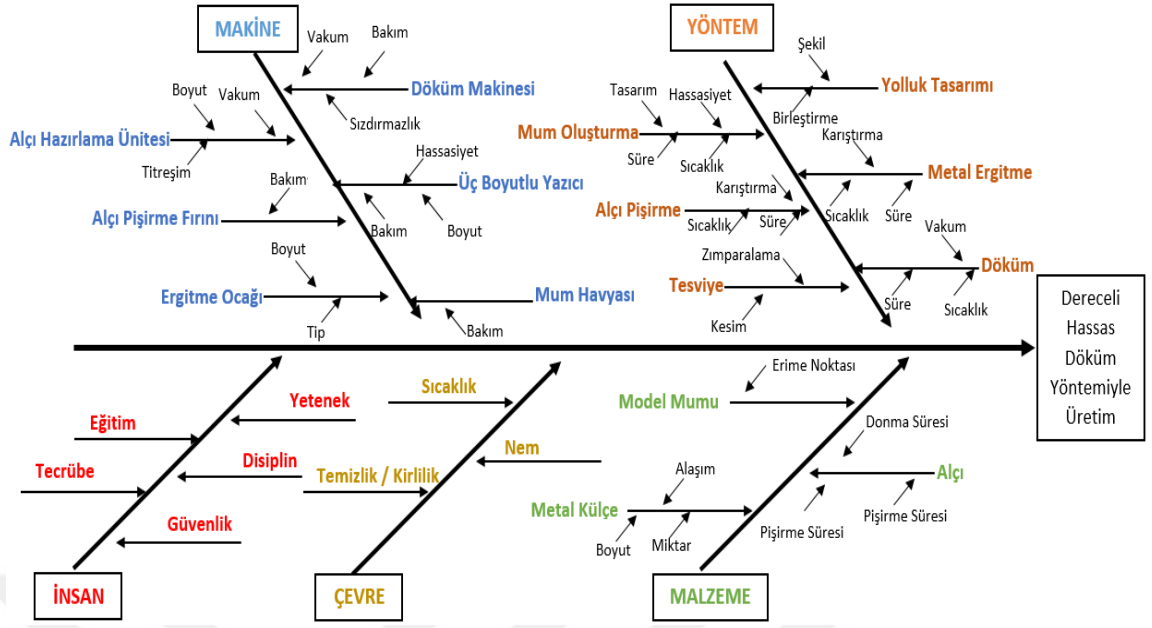 MAKİNE
Vakum
Bakım
Döküm Makinesi
Sızdırmazlık
Boyut
Vakum
Alçı Hazırlama Ünitesi
Titreşim
Hassasiyet
Üç Boyutlu Yazıcı
Bakım
Boyut
Bakım
Alçı Pişirme Fırını
Boyut
Ergitme Ocağı
Tip
Mum Havyası
Bakım
YÖNTEM
Şekil
Yolluk Tasarımı
Birleştirme
Tasarım
Hassasiyet
Mum Oluşturma
Süre
Sıcaklık
Karıştırma
Metal Ergitme
Sıcaklık
Süre
Karıştırma
Alçı Pişirme
Sıcaklık
Süre
Vakum
Döküm
Süre
Sıcaklık
Zımparalama
Tesviye
Kesim
Dereceli
Hassas
Döküm
Yöntemiyle
Üretim
Yetenek
Eğitim
Disiplin
Tecrübe
Güvenlik
İNSAN
Sıcaklık
Nem
Temizlik / Kirlilik
ÇEVRE
Erime Noktası
Model Mumu
Donma Süresi
Alçı
Pişirme Süresi
Pişirme Süresi
Alaşım
Metal Külçe
Boyut
Miktar
MALZEME